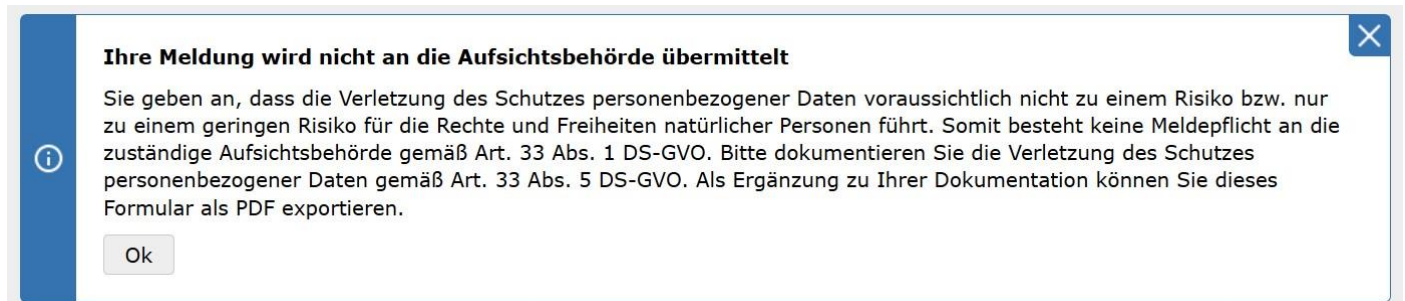 Ihre Meldung wird nicht an die Aufsichtsbehörde übermittelt
Sie geben an, dass die Verletzung des Schutzes personenbezogener Daten voraussichtlich nicht zu einem Risiko bzw. nur
zu einem geringen Risiko für die Rechte und Freiheiten natürlicher Personen führt. Somit besteht keine Meldepflicht an die
zuständige Aufsichtsbehörde gemäß Art. 33 Abs. 1 DS-GVO. Bitte dokumentieren Sie die Verletzung des Schutzes
personenbezogener Daten gemäß Art. 33 Abs. 5 DS-GVO. Als Ergänzung zu Ihrer Dokumentation können Sie dieses
Formular als PDF exportieren.
Ok